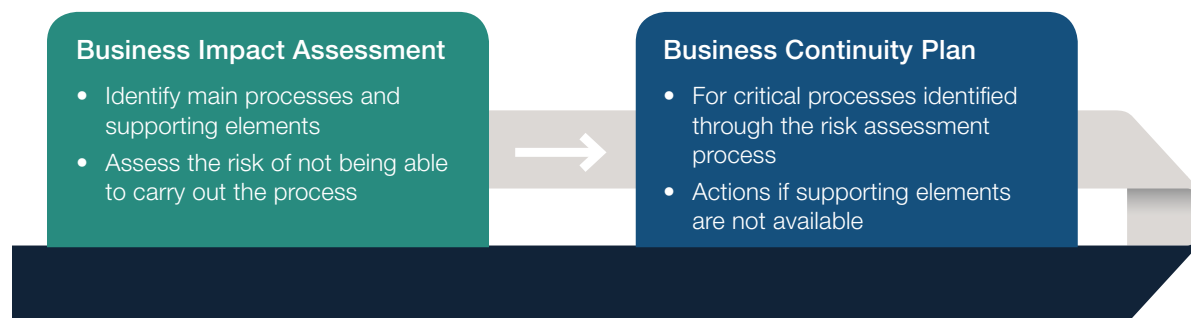 Business Impact Assessment
• Identify main processes and
supporting elements
• Assess the risk of not being able
to carry out the process
Business Continuity Plan
• For critical processes identified
through the risk assessment
process
• Actions if supporting elements
are not available